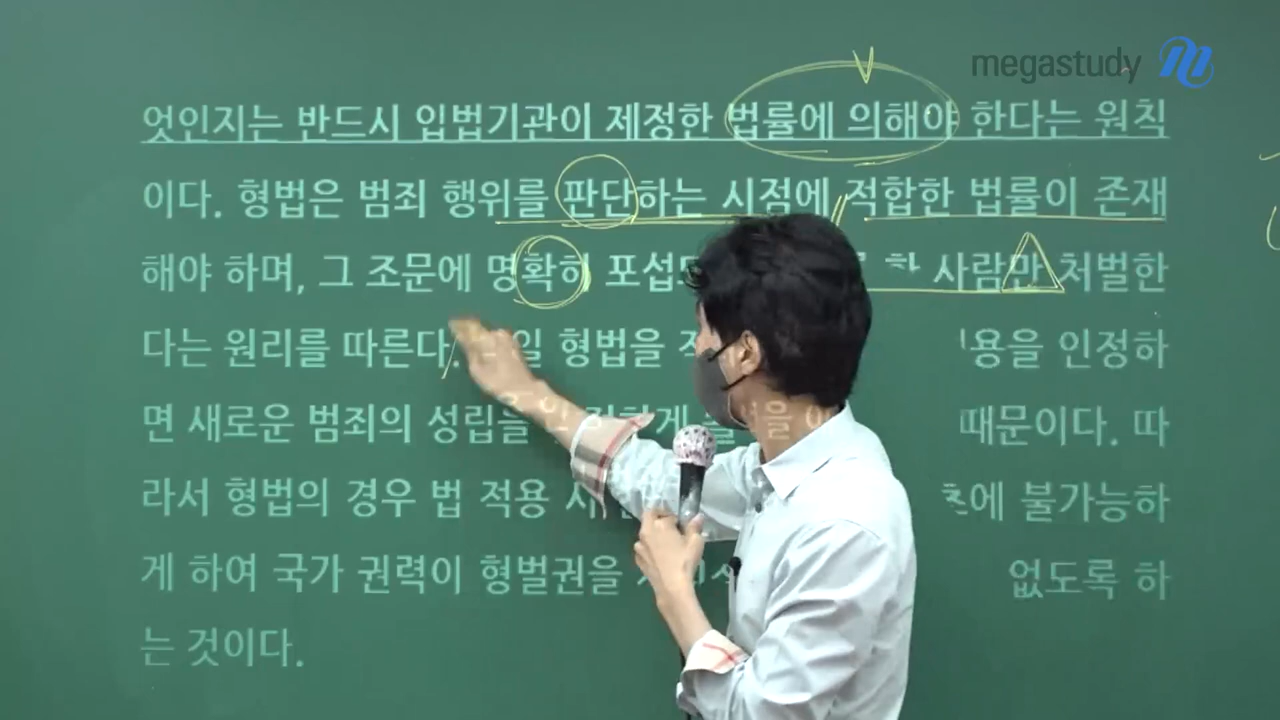 megastudy
엇인지는 반드시 입법기관이 제정한 법률에 의해야 한다는 원칙
이다. 형법은 범죄 행위를 판단하는 시점에 적합한 법률이 존재
해야 하며, 그 조문에 명확히 포섭 한 사람만 처벌한
다는 원리를 따른다. 형법을 인정하
면 새로운 범죄의 성립을 때문이다. 따
라서 형법의 경우 법 적용 불가능하
게 하여 국가 권력이 형벌권을 없도록 하
는 것이다.